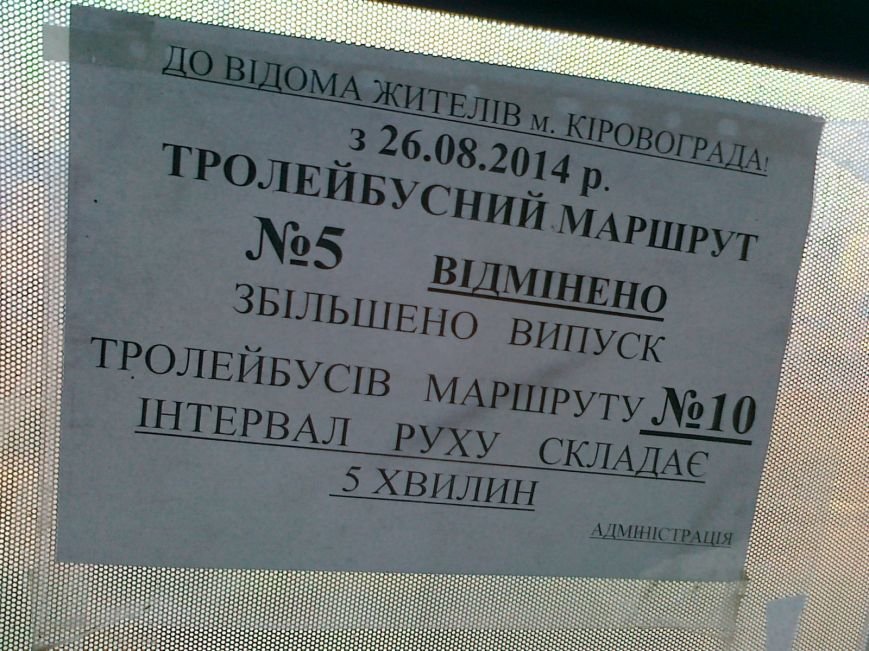 ДО ВІДОМА ЖИТЕЛІВ м. КІРОВОГРАДА!
з 26.08.2014 р.
ТРОЛЕЙБУСНИЙ МАРШРУТ
№5 ВІДМІНЕНО
ЗБІЛЬШЕНО ВИПУСК
ТРОЛЕЙБУСІВ МАРШРУТУ №10
ІНТЕРВАЛ РУХУ СКЛАДАЄ
5 ХВИЛИН
АДМІНІСТРАЦІЯ